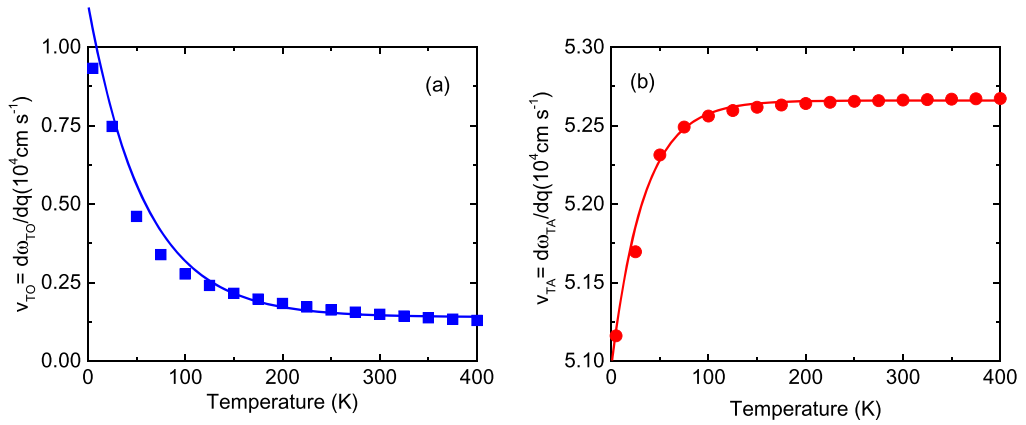 1.00
0.75
0.50
0.25
0.00
v_TO = dω_TO/dq(10^4cm s^-1)
(a)
0 100 200 300 400
Temperature (K)
5.30
5.25
5.20
5.15
5.10
v_TA = dω_TA/dq(10^4cm s^-1)
(b)
0 100 200 300 400
Temperature (K)